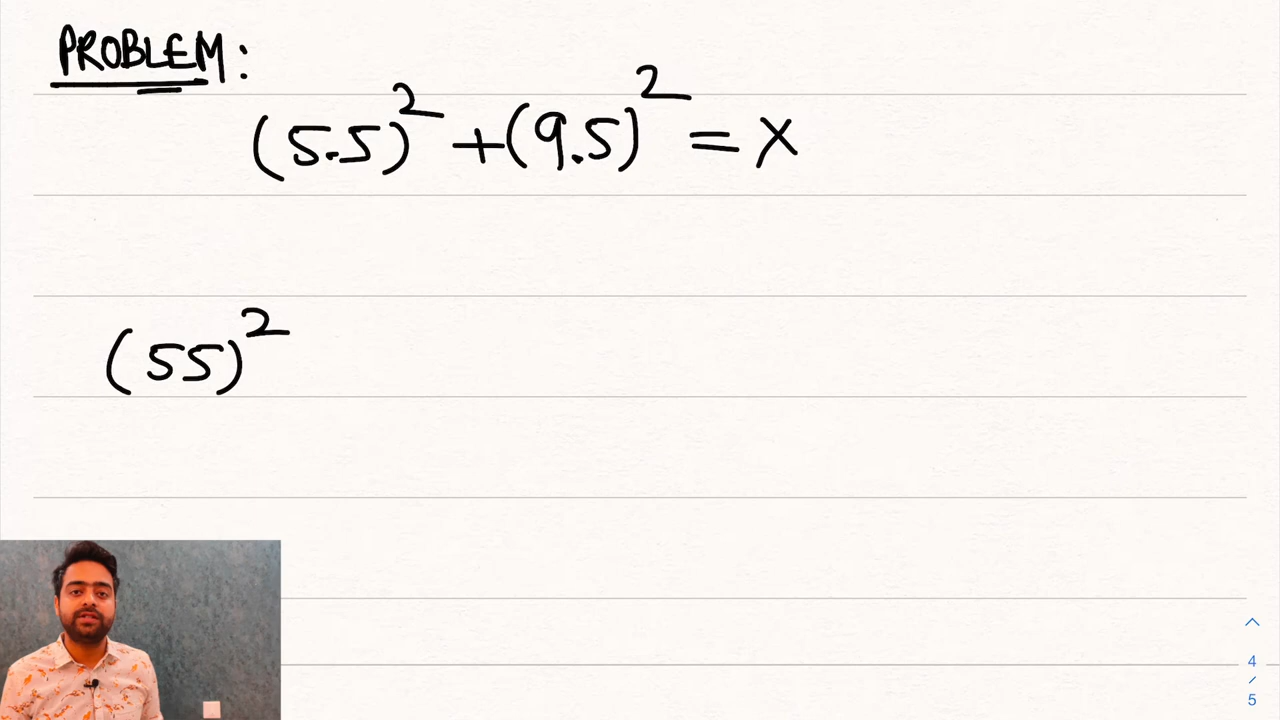 PROBLEM:
(5.5)² + (9.5)² = x
(55)²
4
/
5